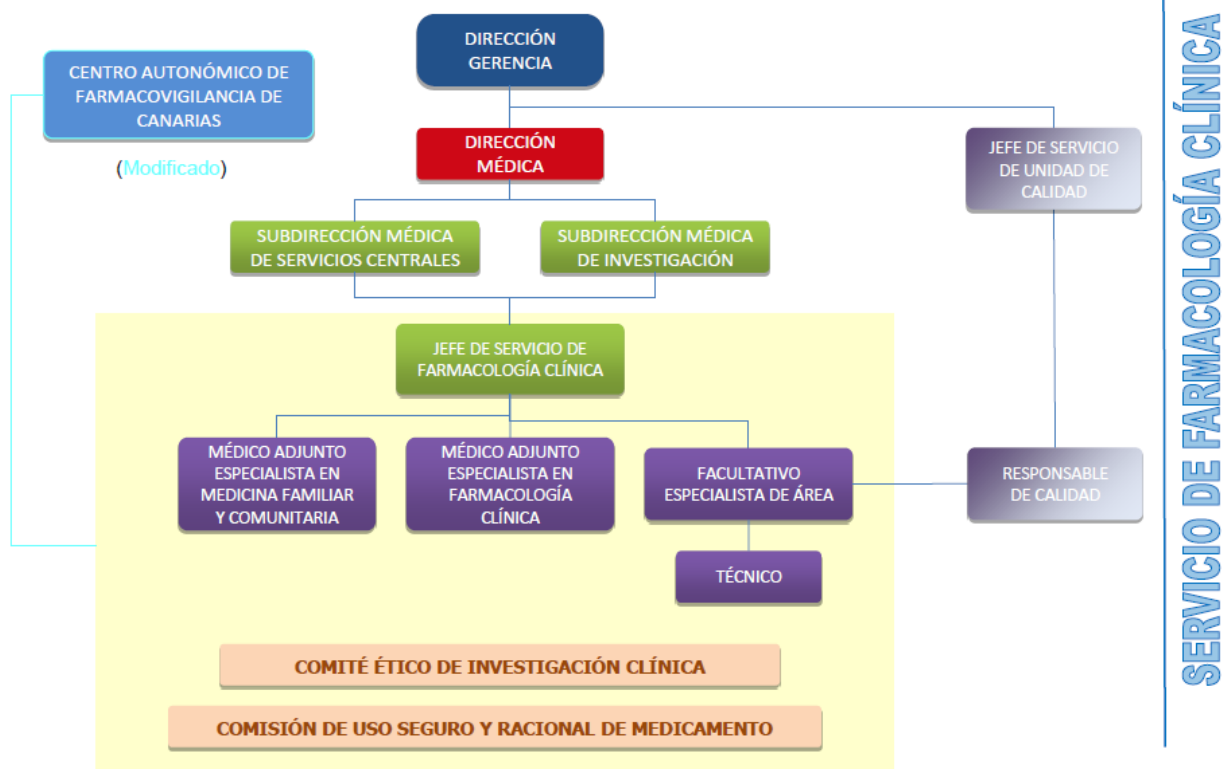 DIRECCIÓN
GERENCIA
CENTRO AUTONÓMICO DE
FARMACOVIGILANCIA DE
CANARIAS
(Modificado)
DIRECCIÓN
MÉDICA
JEFE DE SERVICIO
DE UNIDAD DE
CALIDAD
SUBDIRECCIÓN MÉDICA
DE SERVICIOS CENTRALES
SUBDIRECCIÓN MÉDICA
DE INVESTIGACIÓN
JEFE DE SERVICIO DE
FARMACOLOGÍA CLÍNICA
MÉDICO ADJUNTO
ESPECIALISTA EN
MEDICINA FAMILIAR
Y COMUNITARIA
MÉDICO ADJUNTO
ESPECIALISTA EN
FARMACOLOGÍA
CLÍNICA
FACULTATIVO
ESPECIALISTA DE ÁREA
RESPONSABLE
DE CALIDAD
TÉCNICO
COMITÉ ÉTICO DE INVESTIGACIÓN CLÍNICA
COMISIÓN DE USO SEGURO Y RACIONAL DE MEDICAMENTO
SERVICIO DE FARMACOLOGÍA CLÍNICA